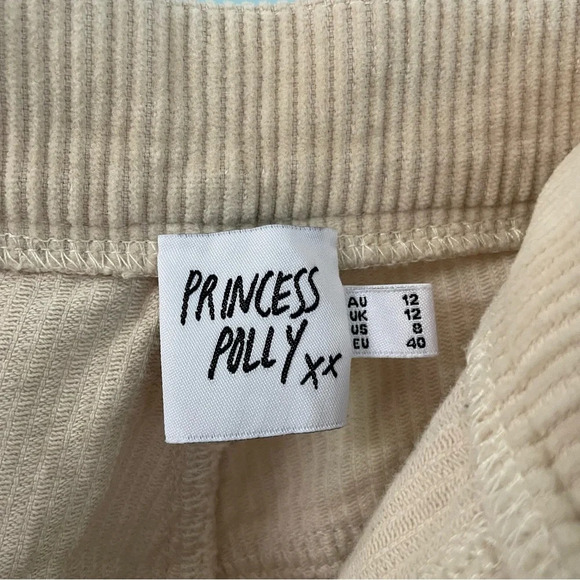 PRINCESS
POLLY xx
AU 12
UK 12
US 8
EU 40